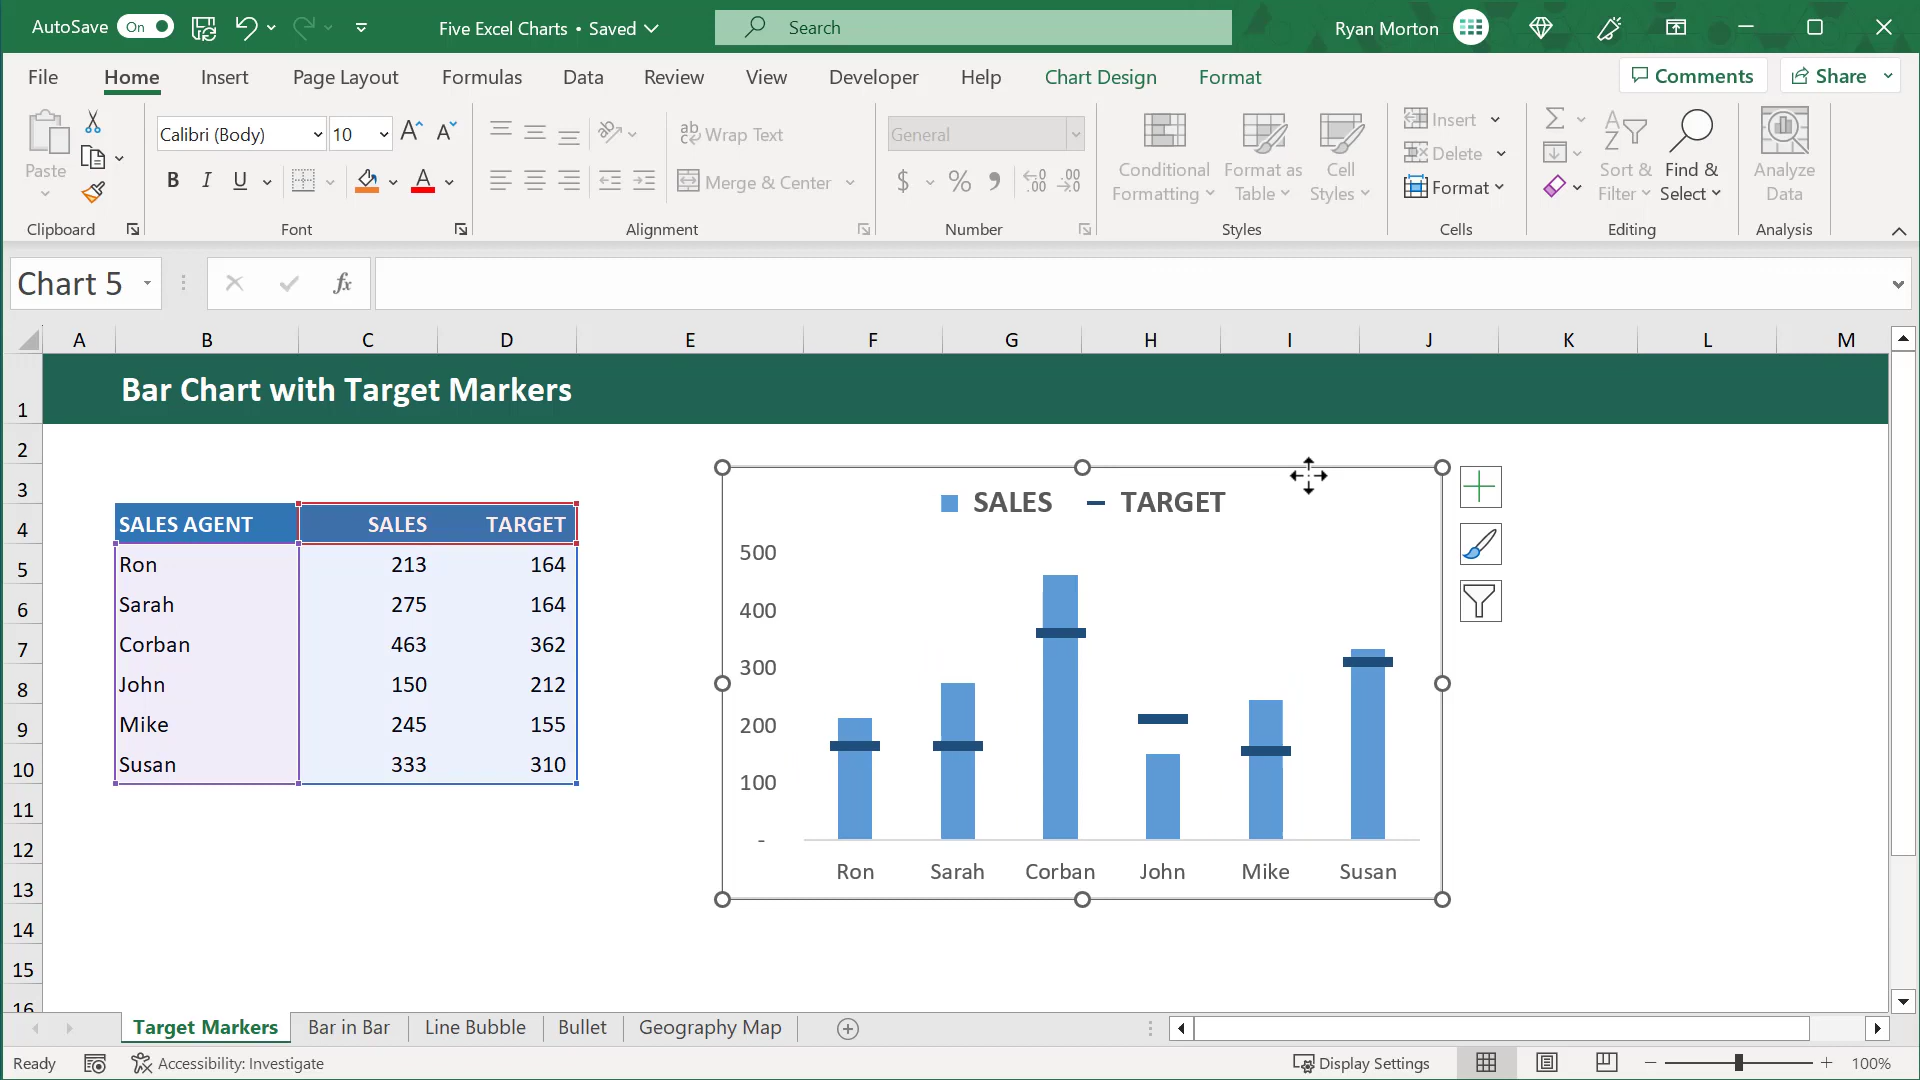 AutoSave On Five Excel Charts • Saved Search Ryan Morton
File Home Insert Page Layout Formulas Data Review View Developer Help Chart Design Format Comments Share
Paste Calibri (Body) 10 Wrap Text General Conditional Formatting Format as Table Cell Styles Insert Sort & Filter Find & Select Analyze Data
Delete
B I U Merge & Center $ % Format
Clipboard Font Alignment Number Styles Cells Editing Analysis
Chart 5 fx
A B C D E F G H I J K L M
1 Bar Chart with Target Markers
2
3
SALES TARGET
4 SALES AGENT SALES TARGET
5 Ron 213 164
6 Sarah 275 164
7 Corban 463 362
8 John 150 212
9 Mike 245 155
10 Susan 333 310
500
400
300
200
100
-
Ron Sarah Corban John Mike Susan
11
12
13
14
15
16
Target Markers Bar in Bar Line Bubble Bullet Geography Map
Ready Accessibility: Investigate Display Settings 100%